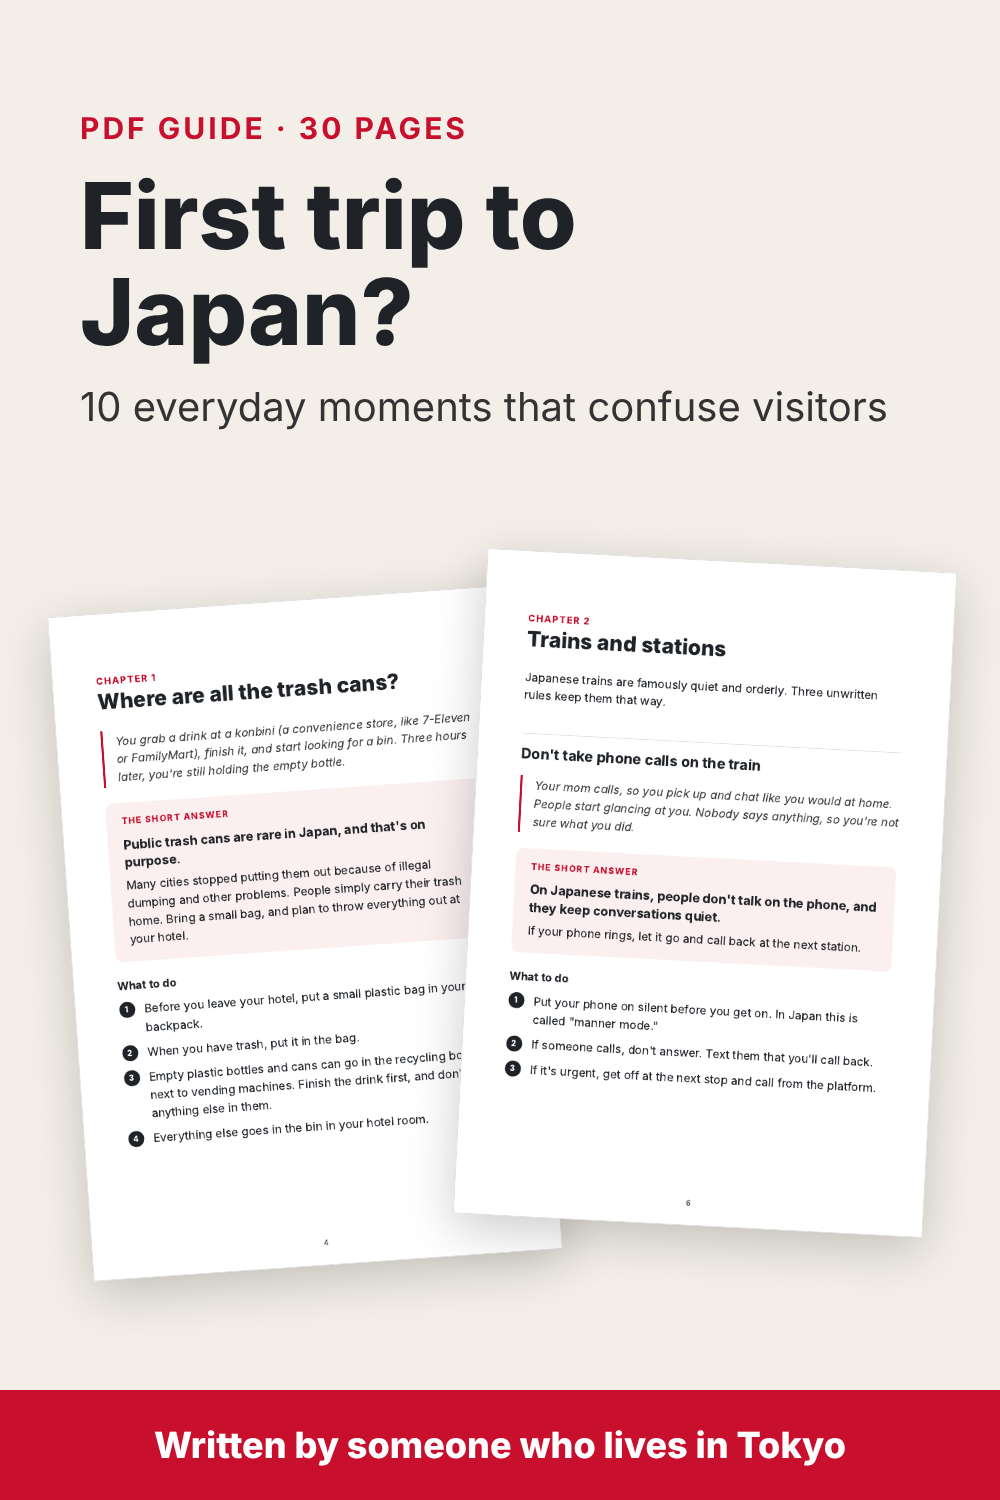 PDF GUIDE · 30 PAGES
First trip to
Japan?
10 everyday moments that confuse visitors
CHAPTER 1
Where are all the trash cans?
You grab a drink at a konbini (a convenience store, like 7-Eleven
or FamilyMart), finish it, and start looking for a bin. Three hours
later, you're still holding the empty bottle.
THE SHORT ANSWER
Public trash cans are rare in Japan, and that's on
purpose.
Many cities stopped putting them out because of illegal
dumping and other problems. People simply carry their trash
home. Bring a small bag, and plan to throw everything out at
your hotel.
What to do
1 Before you leave your hotel, put a small plastic bag in your
backpack.
2 When you have trash, put it in the bag.
3 Empty plastic bottles and cans can go in the recycling
next to vending machines. Finish the drink first, and
anything else in them.
4 Everything else goes in the bin in your hotel room.
4
CHAPTER 2
Trains and stations
Japanese trains are famously quiet and orderly. Three unwritten
rules keep them that way.
Don't take phone calls on the train
Your mom calls, so you pick up and chat like you would at home.
People start glancing at you. Nobody says anything, so you're not
sure what you did.
THE SHORT ANSWER
On Japanese trains, people don't talk on the phone, and
they keep conversations quiet.
If your phone rings, let it go and call back at the next station.
What to do
1 Put your phone on silent before you get on. In Japan this is
called "manner mode."
2 If someone calls, don't answer. Text them that you'll call back.
3 If it's urgent, get off at the next stop and call from the platform.
6
Written by someone who lives in Tokyo